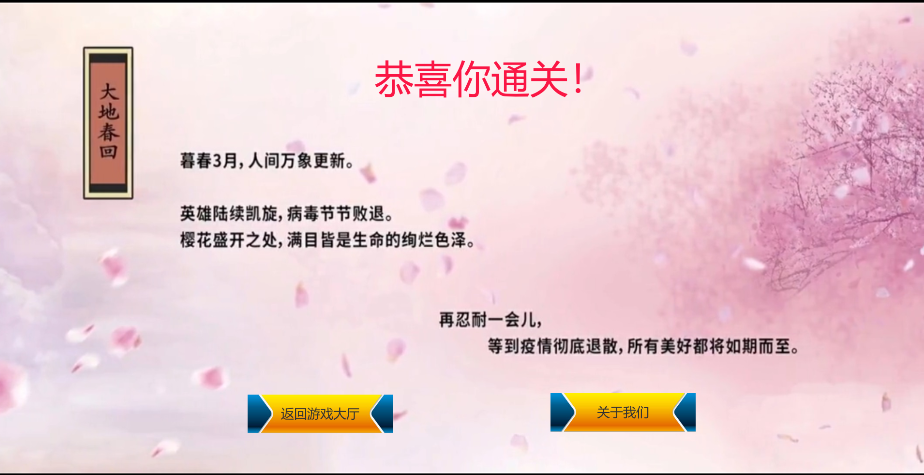 恭喜你通关！
大地春回
暮春3月，人间万象更新。
英雄陆续凯旋，病毒节节败退。
樱花盛开之处，满目皆是生命的绚烂色泽。
再忍耐一会儿，
等到疫情彻底退散，所有美好都将如期而至。
返回游戏大厅
关于我们